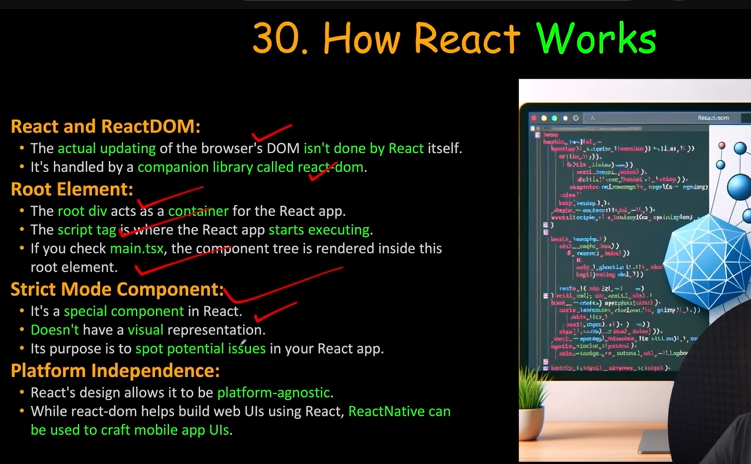 30. How React Works
React and ReactDOM:
• The actual updating of the browser's DOM isn't done by React itself.
• It's handled by a companion library called react-dom.
Root Element:
• The root div acts as a container for the React app.
• The script tag is where the React app starts executing.
• If you check main.tsx, the component tree is rendered inside this
root element.
Strict Mode Component:
• It's a special component in React.
• Doesn't have a visual representation.
• Its purpose is to spot potential issues in your React app.
Platform Independence:
• React's design allows it to be platform-agnostic.
• While react-dom helps build web UIs using React, ReactNative can
be used to craft mobile app UIs.